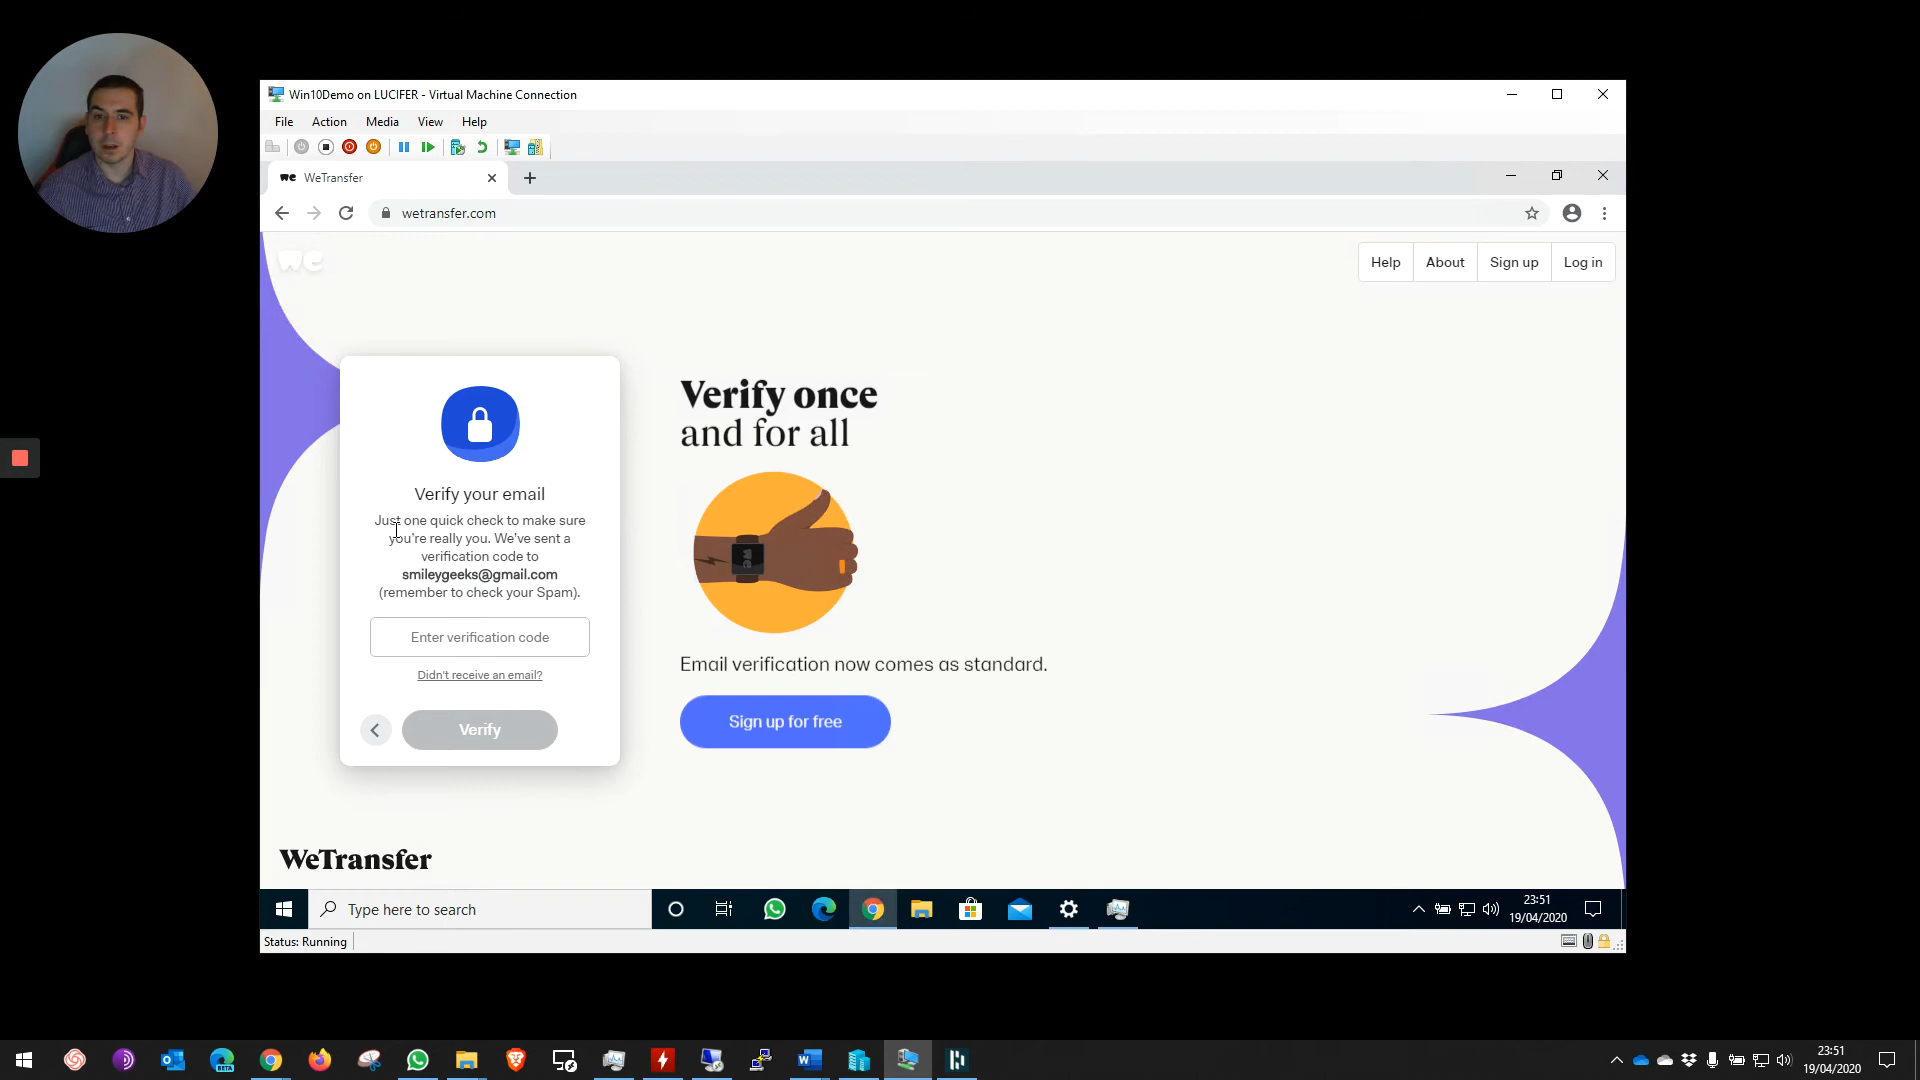 Win10Demo on LUCIFER - Virtual Machine Connection
File Action Media View Help
we WeTransfer
wetransfer.com
we
Help About Sign up Log in
Verify your email
Just one quick check to make sure
you're really you. We've sent a
verification code to
smileygeeks@gmail.com
(remember to check your Spam).
Enter verification code
Didn't receive an email?
Verify
Verify once
and for all
we
Email verification now comes as standard.
Sign up for free
WeTransfer
Type here to search
23:51
19/04/2020
Status: Running
BETA
23:51
19/04/2020